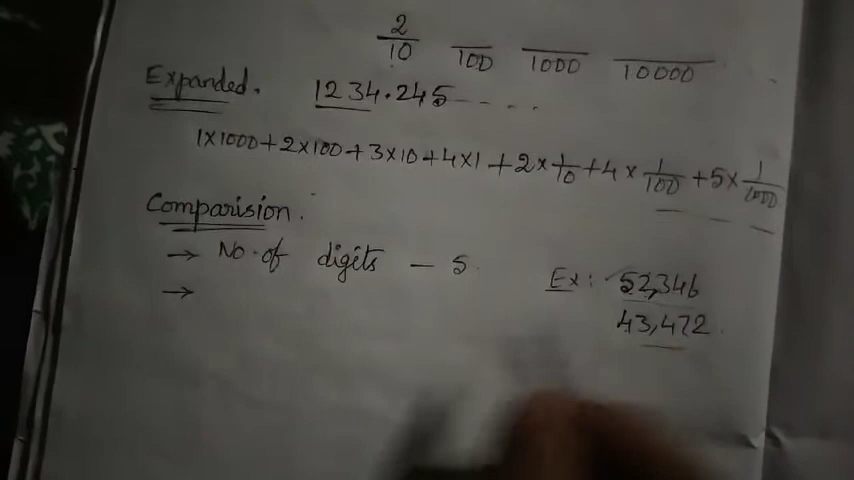 2/10 /100 /1000 /10000
Expanded. 1234.245----
1×1000+2×100+3×10+4×1+2×1/10+4×1/100+5×1/1000
Comparision.
→ No.of digits – 5.
→
Ex: 52,346
43,472